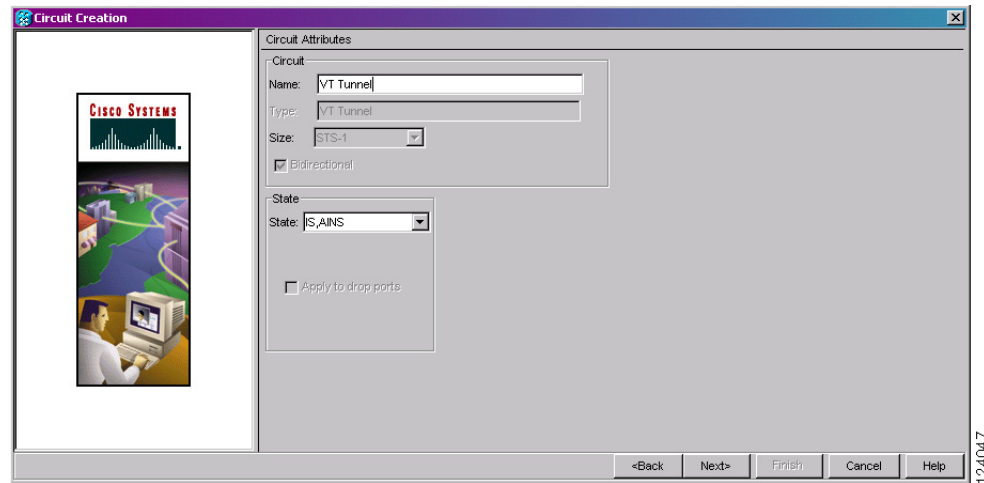 Circuit Creation
Circuit Attributes
Circuit
Name: VT Tunnel
Type: VT Tunnel
Size: STS-1
Bidirectional
State
State: IS,AINS
Apply to drop ports
CISCO SYSTEMS
<Back Next> Finish Cancel Help
124047